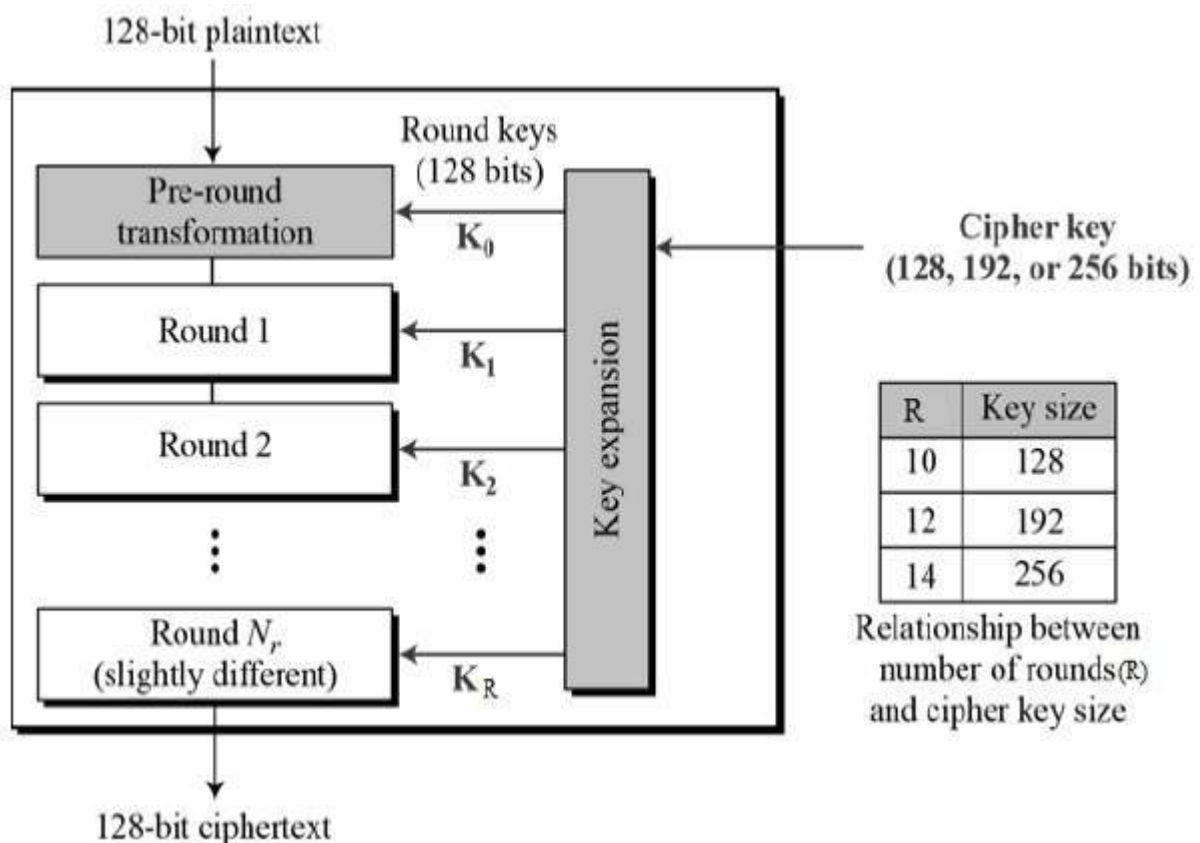 128-bit plaintext
Round keys
(128 bits)
Pre-round
transformation
K₀
Cipher key
(128, 192, or 256 bits)
Round 1
K₁
Round 2
K₂
Key expansion
Round Nᵣ
(slightly different)
K_R
R Key size
10 128
12 192
14 256
Relationship between
number of rounds(R)
and cipher key size
128-bit ciphertext